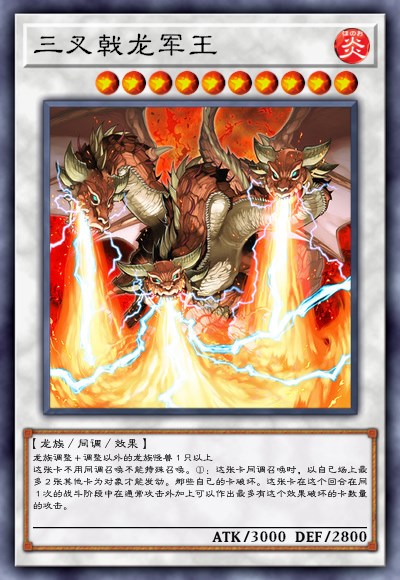 三叉戟龙军王
炎
ほのお
【龙族/同调/效果】
龙族调整+调整以外的龙族怪兽1只以上
这张卡不用同调召唤不能特殊召唤。①:这张卡同调召唤时,以自己场上最
多2张其他卡为对象才能发动。那些自己的卡破坏。这张卡在这个回合在同
1次的战斗阶段中在通常攻击外加上可以作出最多有这个效果破坏的卡数量
的攻击。
ATK/3000 DEF/2800